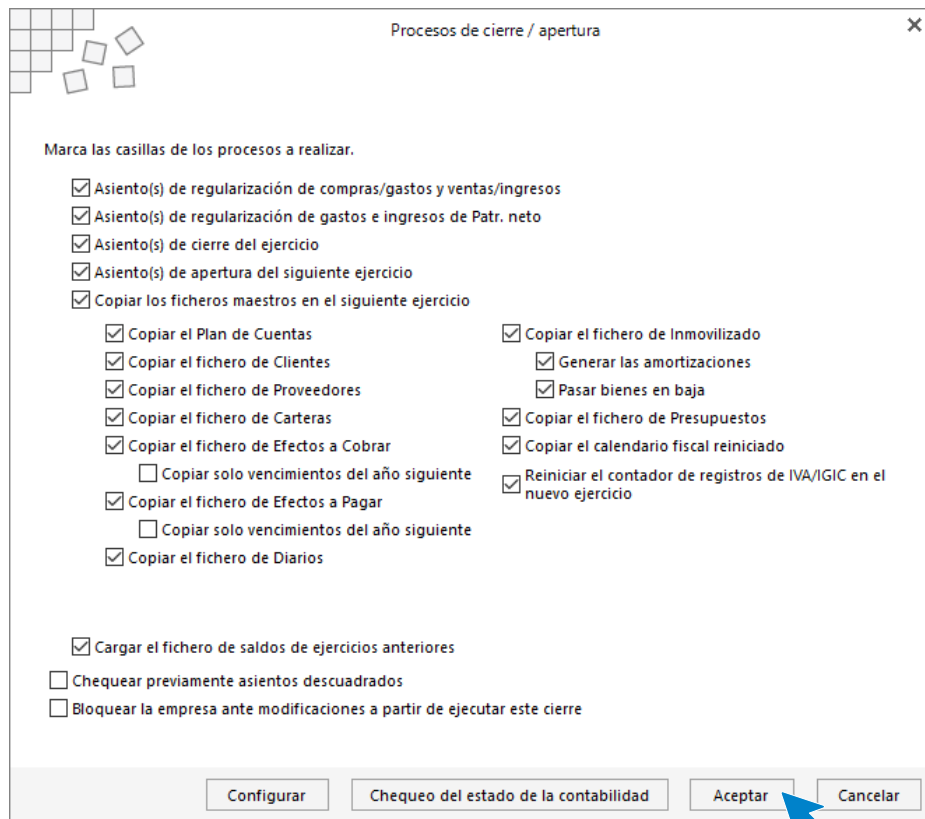 Procesos de cierre / apertura
Marca las casillas de los procesos a realizar.
Asiento(s) de regularización de compras/gastos y ventas/ingresos
Asiento(s) de regularización de gastos e ingresos de Patr. neto
Asiento(s) de cierre del ejercicio
Asiento(s) de apertura del siguiente ejercicio
Copiar los ficheros maestros en el siguiente ejercicio
Copiar el Plan de Cuentas
Copiar el fichero de Clientes
Copiar el fichero de Proveedores
Copiar el fichero de Carteras
Copiar el fichero de Efectos a Cobrar
Copiar solo vencimientos del año siguiente
Copiar el fichero de Efectos a Pagar
Copiar solo vencimientos del año siguiente
Copiar el fichero de Diarios
Copiar el fichero de Inmovilizado
Generar las amortizaciones
Pasar bienes en baja
Copiar el fichero de Presupuestos
Copiar el calendario fiscal reiniciado
Reiniciar el contador de registros de IVA/IGIC en el
nuevo ejercicio
Cargar el fichero de saldos de ejercicios anteriores
Chequear previamente asientos descuadrados
Bloquear la empresa ante modificaciones a partir de ejecutar este cierre
Configurar
Chequeo del estado de la contabilidad
Aceptar
Cancelar